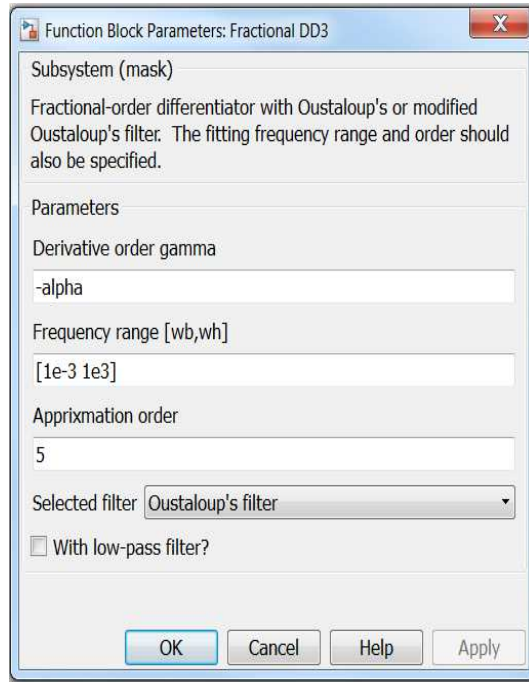 Function Block Parameters: Fractional DD3
Subsystem (mask)
Fractional-order differentiator with Oustaloup's or modified
Oustaloup's filter. The fitting frequency range and order should
also be specified.
Parameters
Derivative order gamma
-alpha
Frequency range [wb,wh]
[1e-3 1e3]
Apprixmation order
5
Selected filter Oustaloup's filter
With low-pass filter?
OK Cancel Help Apply